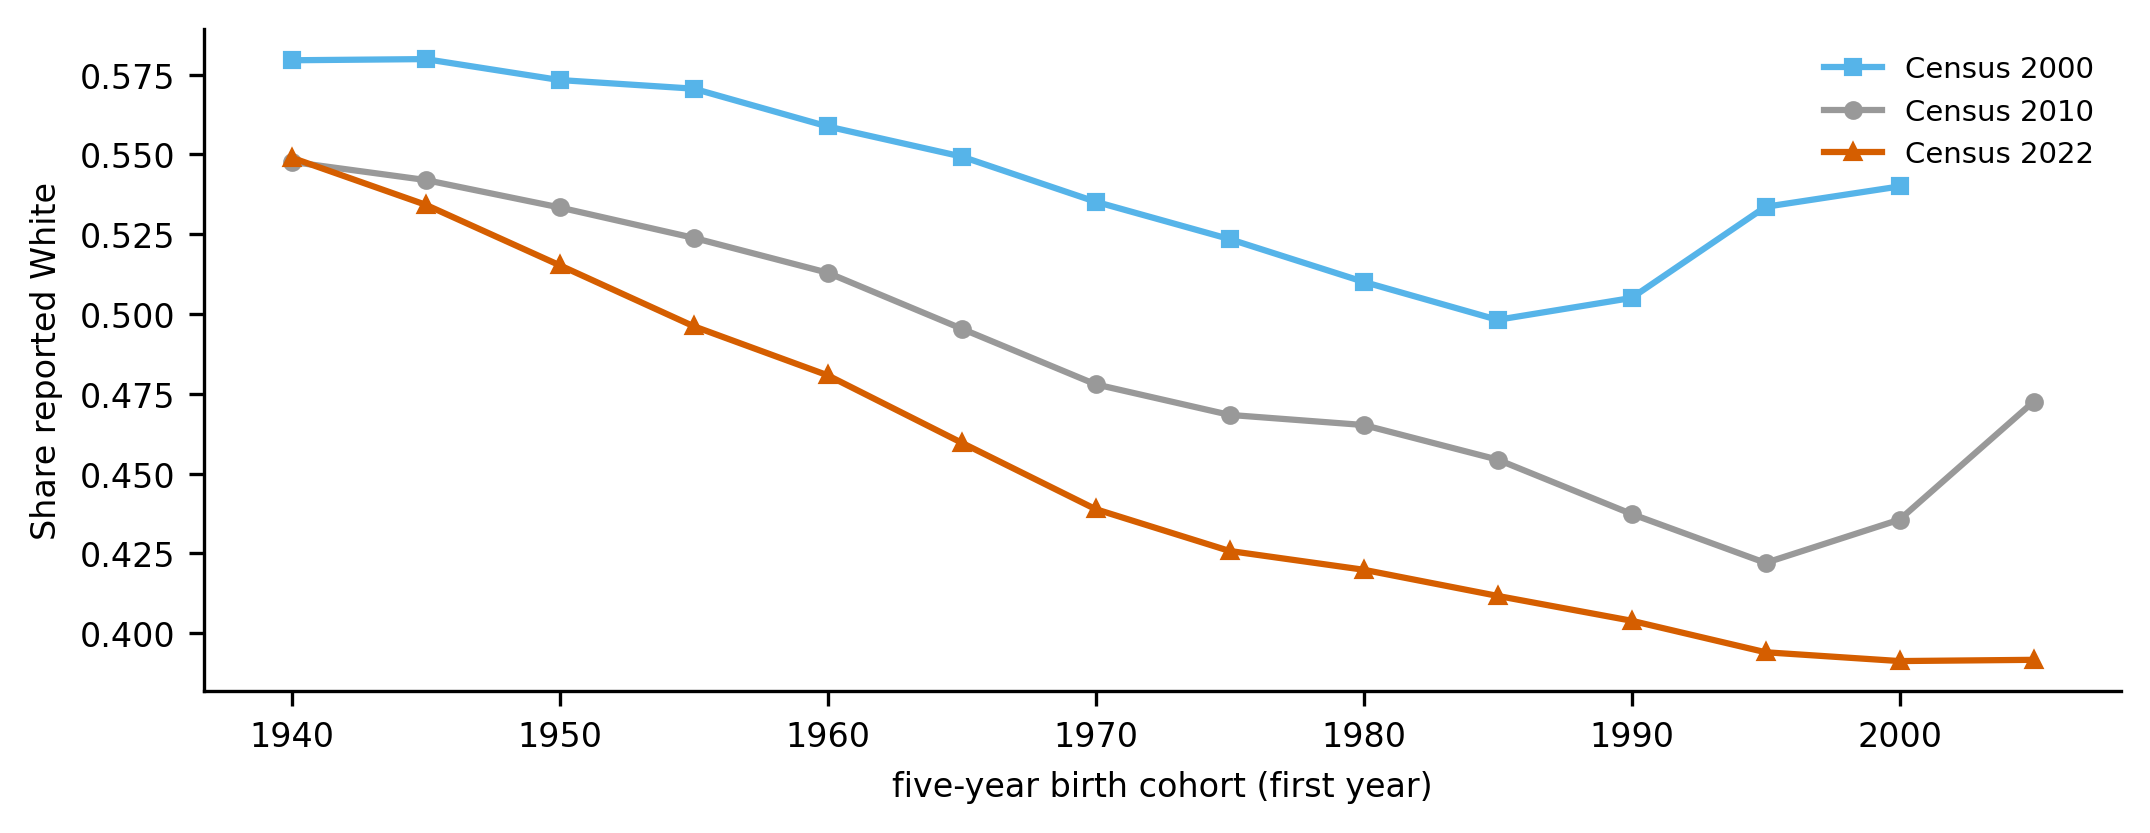 Share reported White
0.575
0.550
0.525
0.500
0.475
0.450
0.425
0.400
Census 2000
Census 2010
Census 2022
1940 1950 1960 1970 1980 1990 2000
five-year birth cohort (first year)